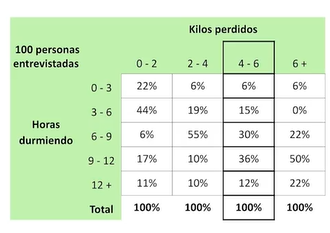 Kilos perdidos
100 personas
entrevistadas
0 - 2 2 - 4 4 - 6 6 +
0 - 3 22% 6% 6% 6%
3 - 6 44% 19% 15% 0%
Horas
durmiendo
6 - 9 6% 55% 30% 22%
9 - 12 17% 10% 36% 50%
12 + 11% 10% 12% 22%
Total 100% 100% 100% 100%